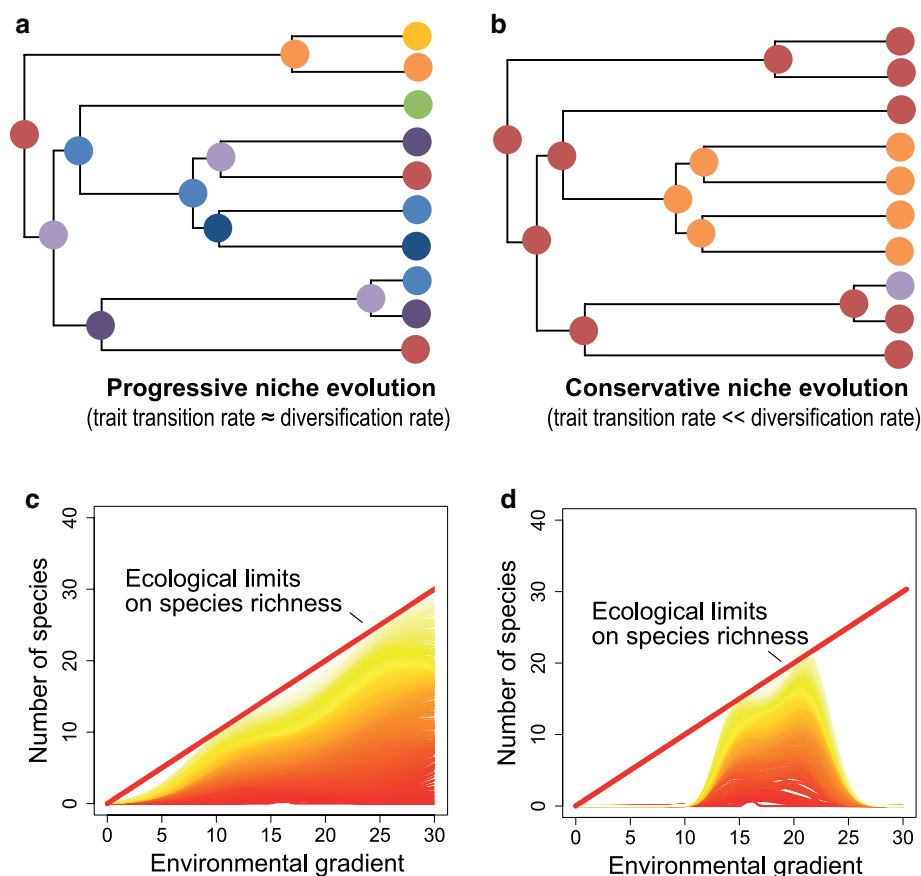 a
b
Progressive niche evolution
(trait transition rate ≈ diversification rate)
Conservative niche evolution
(trait transition rate << diversification rate)
c
40
30
20
10
0
Number of species
Ecological limits
on species richness
0 5 10 15 20 25 30
Environmental gradient
d
40
30
20
10
0
Number of species
Ecological limits
on species richness
0 5 10 15 20 25 30
Environmental gradient